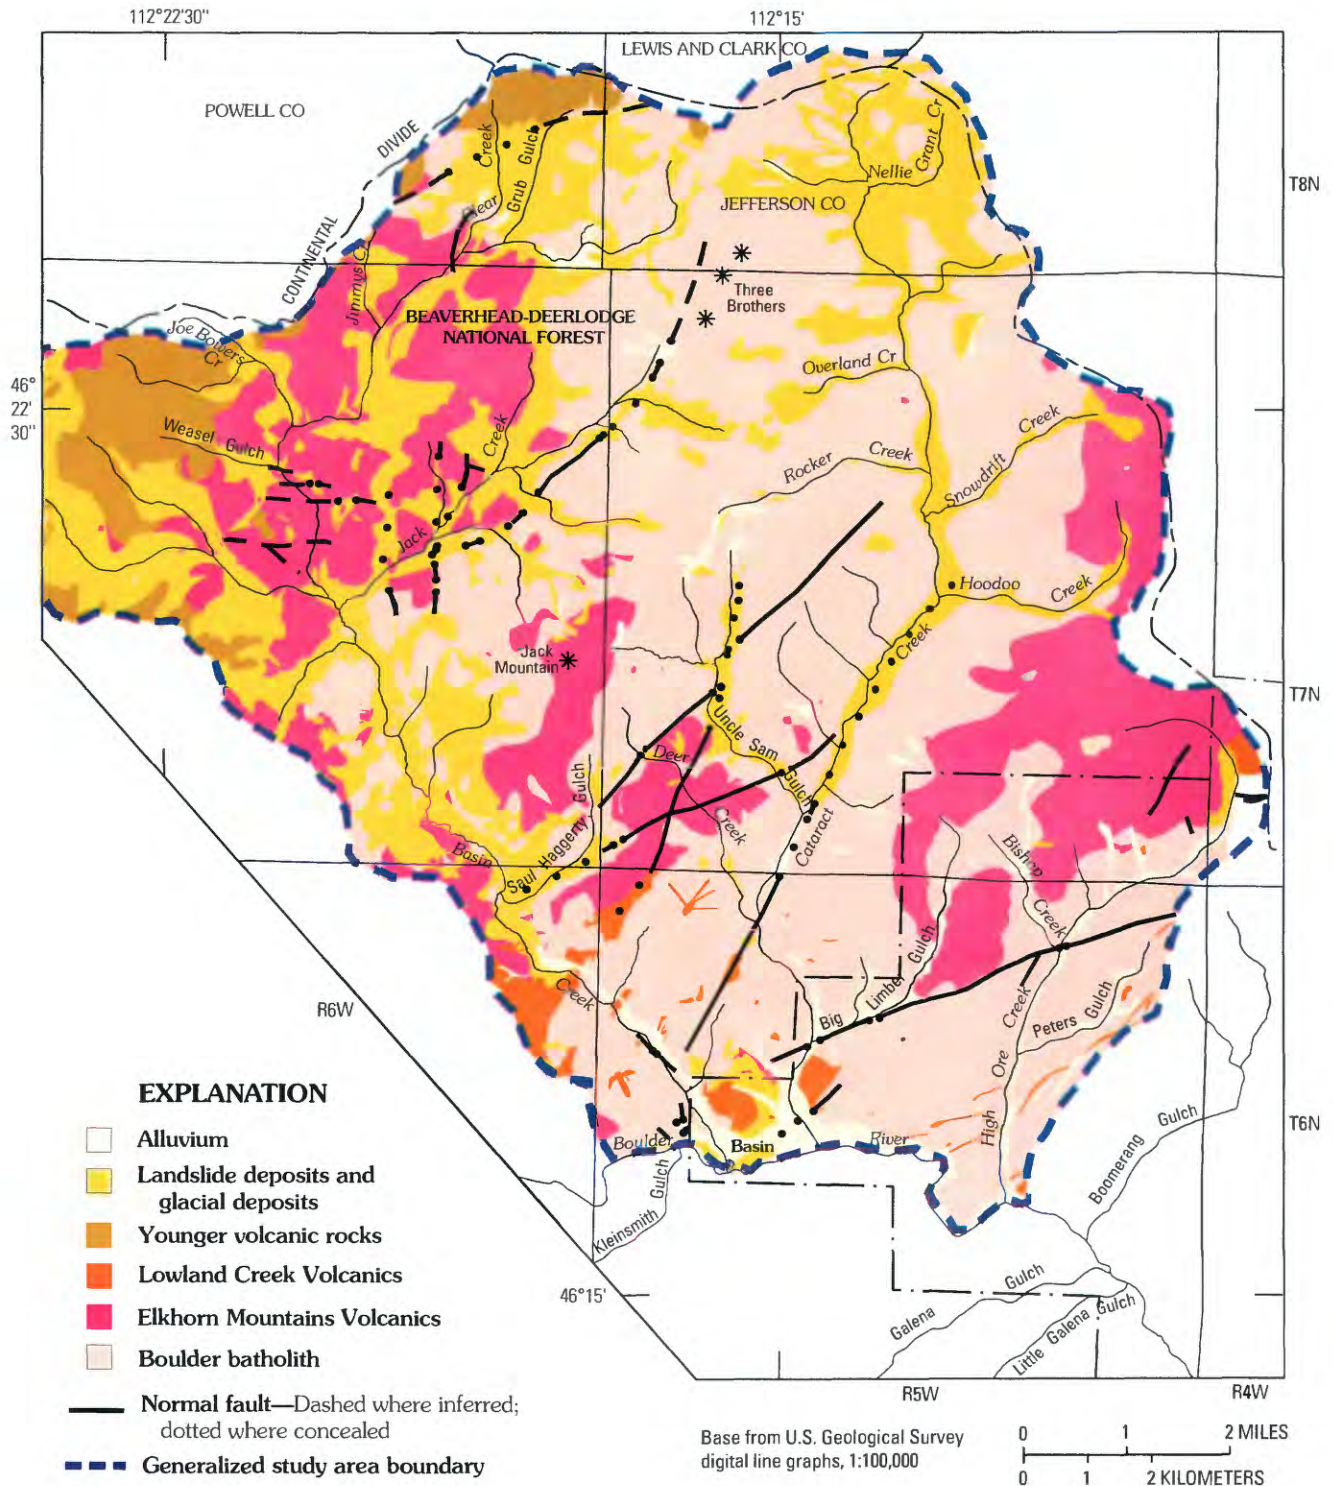 112°22'30"
112°15'
LEWIS AND CLARK CO
POWELL CO
DIVIDE
CONTINENTAL
Creek
Grub Gulch
Nellie Grant Cr
T8N
JEFFERSON CO
Jimmys Cr
Three
Brothers
BEAVERHEAD-DEERLODGE
NATIONAL FOREST
Joe Bowers
Cr
Overland Cr
46°
22'
30"
Weasel Gulch
Creek
Rocker Creek
Snowdrift Creek
Jack
Hoodoo Creek
Creek
Jack
Mountain
T7N
Uncle Sam Gulch
Deer
Creek
Saul Haggerty Gulch
Cataract
Basin
Bishop
Creek
Creek
Big Limber Gulch
R6W
Peters Gulch
High Ore Creek
EXPLANATION
Alluvium
Landslide deposits and
glacial deposits
Younger volcanic rocks
Lowland Creek Volcanics
Elkhorn Mountains Volcanics
Boulder batholith
Normal fault—Dashed where inferred;
dotted where concealed
Generalized study area boundary
Boulder
Basin
River
T6N
Boomerang Gulch
Kleinsmith Gulch
46°15'
Galena Gulch
Little Galena Gulch
R5W
R4W
Base from U.S. Geological Survey
digital line graphs, 1:100,000
0 1 2 MILES
0 1 2 KILOMETERS